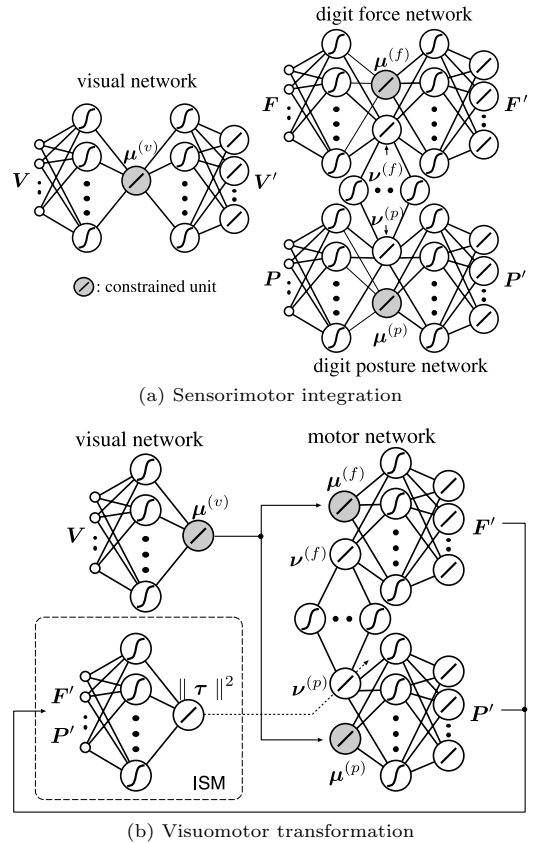 digit force network
visual network
μ(f)
F
F′
μ(v)
V
V′
ν(f)
ν(p)
: constrained unit
P
P′
μ(p)
digit posture network
(a) Sensorimotor integration
visual network
motor network
μ(f)
μ(v)
V
F′
ν(f)
‖ τ ‖2
ν(p)
F′
P′
P′
μ(p)
ISM
(b) Visuomotor transformation